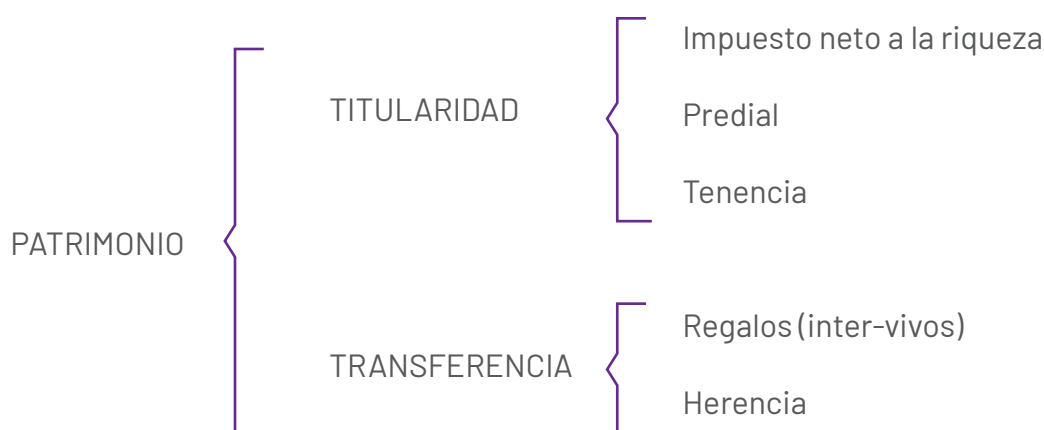 PATRIMONIO
TITULARIDAD
Impuesto neto a la riqueza
Predial
Tenencia
TRANSFERENCIA
Regalos (inter-vivos)
Herencia